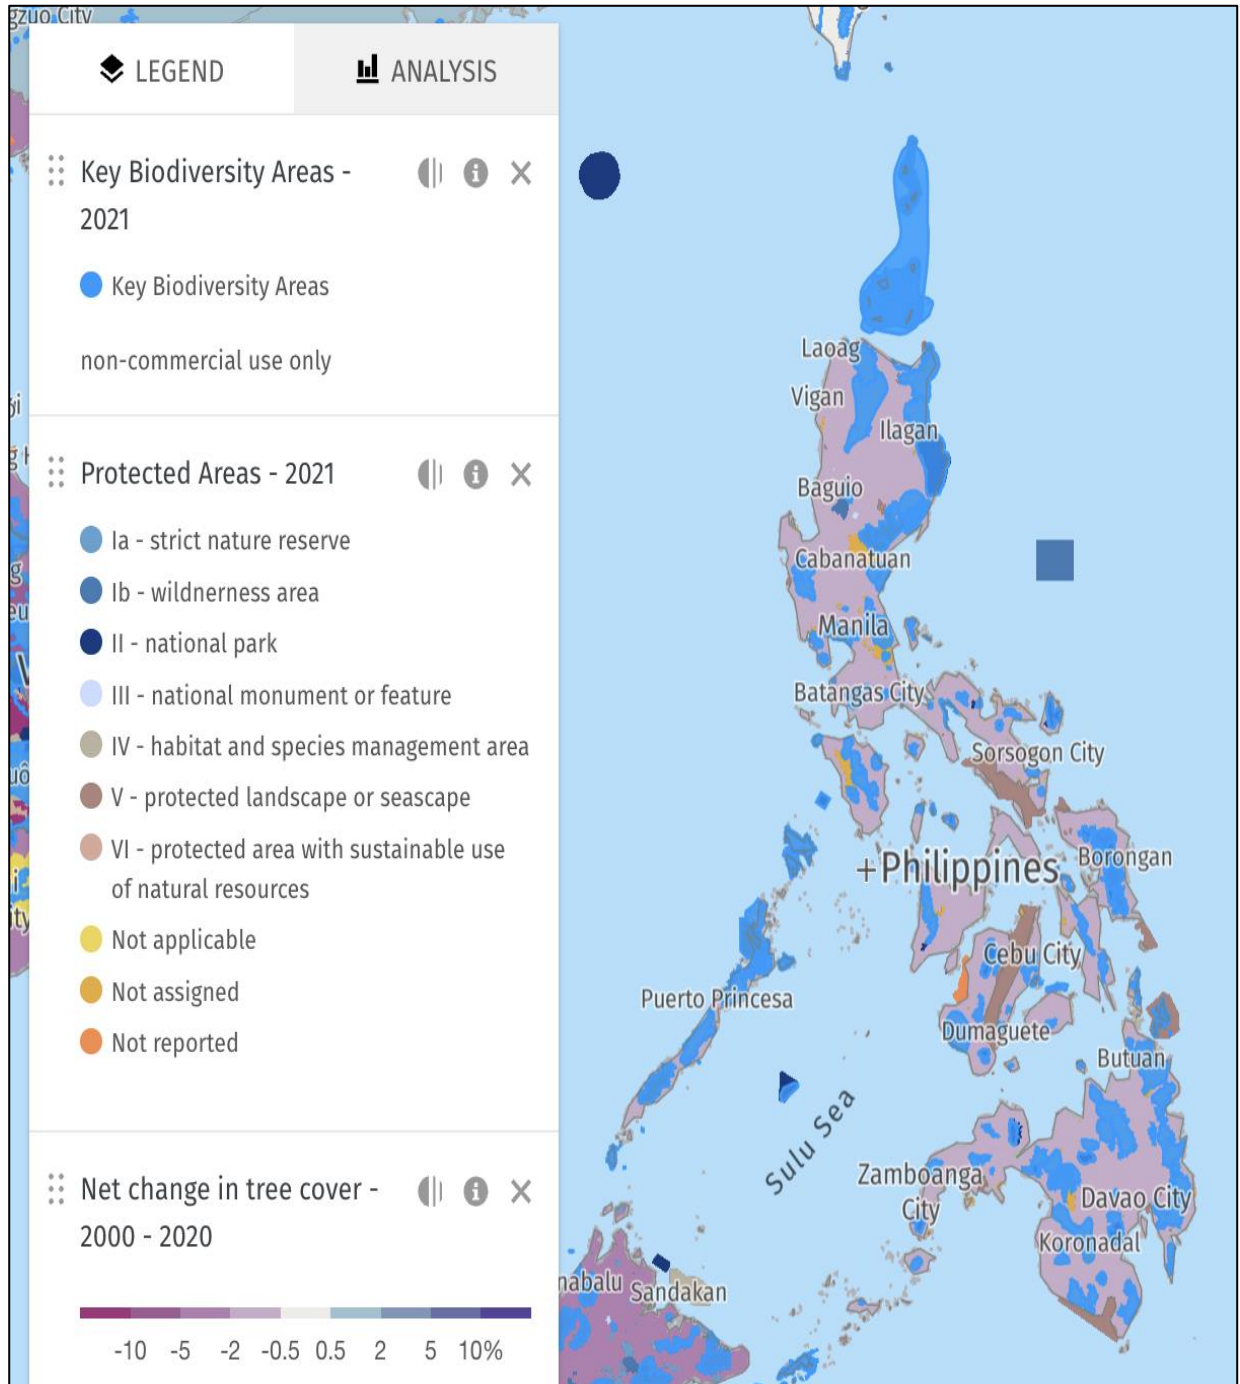 gzuo City
LEGEND
ANALYSIS
Key Biodiversity Areas -
2021
Key Biodiversity Areas
non-commercial use only
Protected Areas - 2021
Ia - strict nature reserve
Ib - wildnerness area
II - national park
III - national monument or feature
IV - habitat and species management area
V - protected landscape or seascape
VI - protected area with sustainable use
of natural resources
Not applicable
Not assigned
Not reported
Net change in tree cover -
2000 - 2020
-10 -5 -2 -0.5 0.5 2 5 10%
Laoag
Vigan
Ilagan
Baguio
Cabanatuan
Manila
Batangas City
Sorsogon City
+Philippines
Borongan
Cebu City
Puerto Princesa
Dumaguete
Butuan
Sulu Sea
Zamboanga
City
Davao City
Koronadal
nabalu
Sandakan